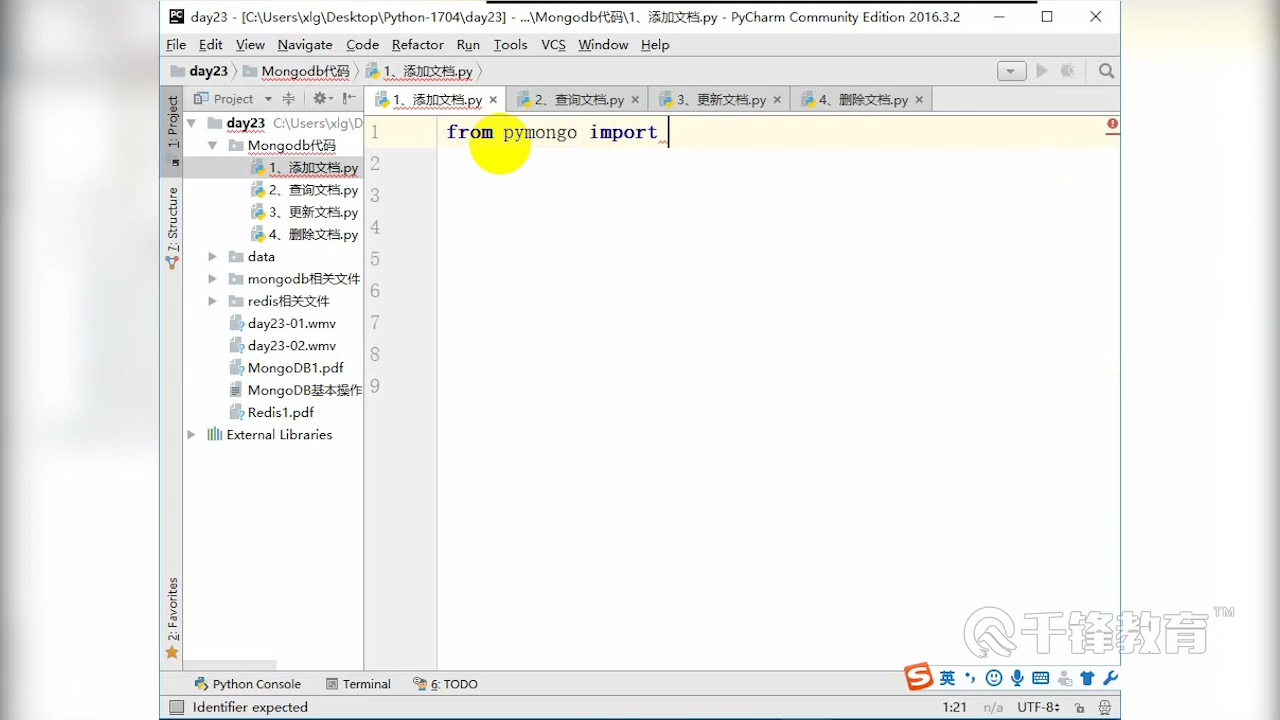 day23 - [C:\Users\xlg\Desktop\Python-1704\day23] - ...\Mongodb代码\1、添加文档.py - PyCharm Community Edition 2016.3.2
File Edit View Navigate Code Refactor Run Tools VCS Window Help
day23 Mongodb代码 1、添加文档.py
1: Project
Project
1、添加文档.py 2、查询文档.py 3、更新文档.py 4、删除文档.py
day23 C:\Users\xlg\D
Mongodb代码
1、添加文档.py
2、查询文档.py
3、更新文档.py
4、删除文档.py
data
mongodb相关文件
redis相关文件
day23-01.wmv
day23-02.wmv
MongoDB1.pdf
MongoDB基本操作
Redis1.pdf
External Libraries
7: Structure
2: Favorites
1 from pymongo import
2
3
4
5
6
7
8
9
千锋教育™
英
Python Console Terminal 6: TODO
Identifier expected 1:21 n/a UTF-8